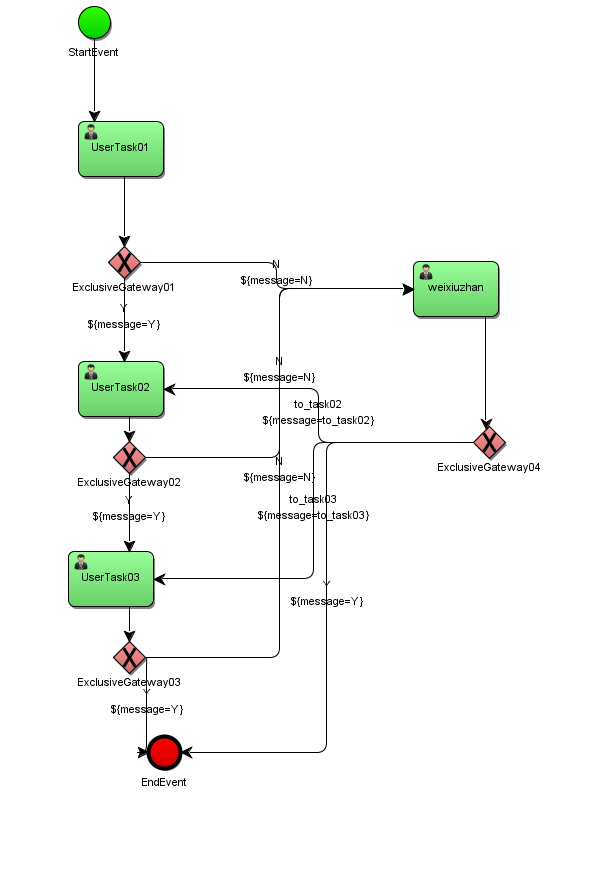 StartEvent
UserTask01
N
weixiuzhan
ExclusiveGateway01
${message=N}
Y
${message=Y}
N
${message=N}
UserTask02
to_task02
${message=to_task02}
N
ExclusiveGateway04
ExclusiveGateway02
${message=N}
Y
to_task03
${message=Y}
${message=to_task03}
UserTask03
Y
${message=Y}
ExclusiveGateway03
Y
${message=Y}
EndEvent